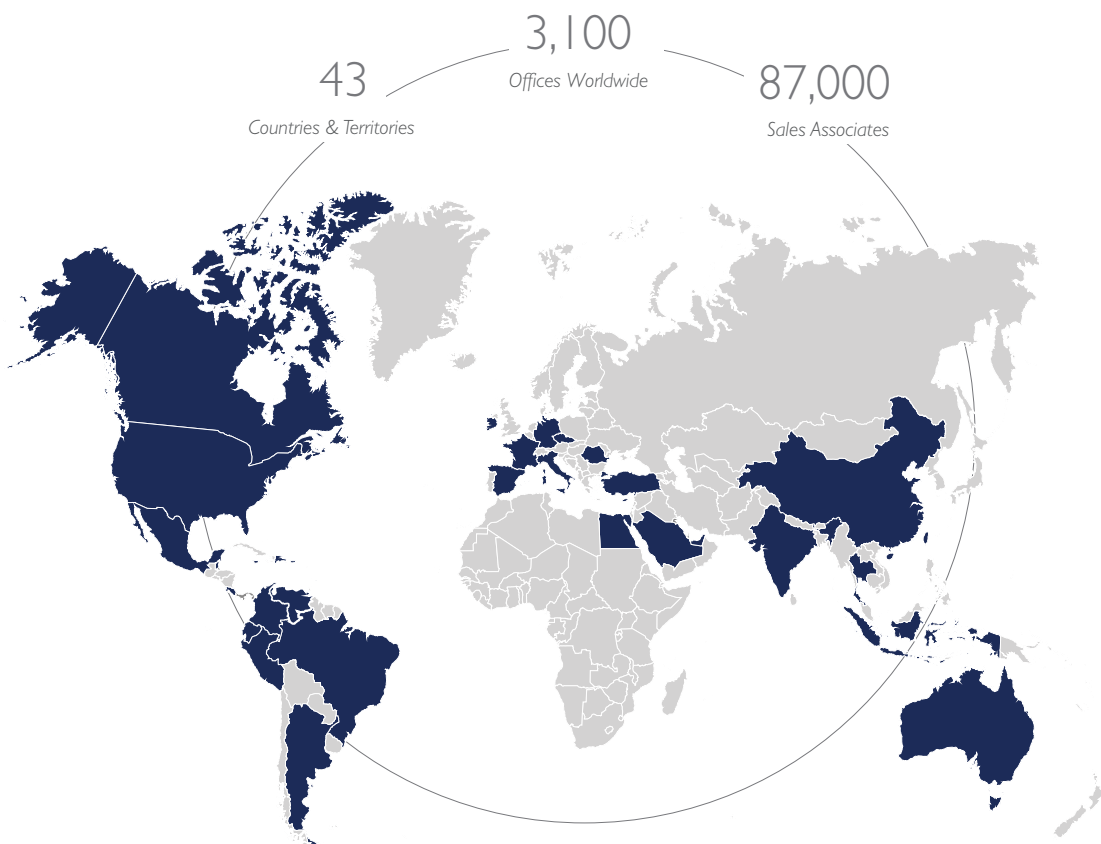 3,100
Offices Worldwide
43
Countries & Territories
87,000
Sales Associates